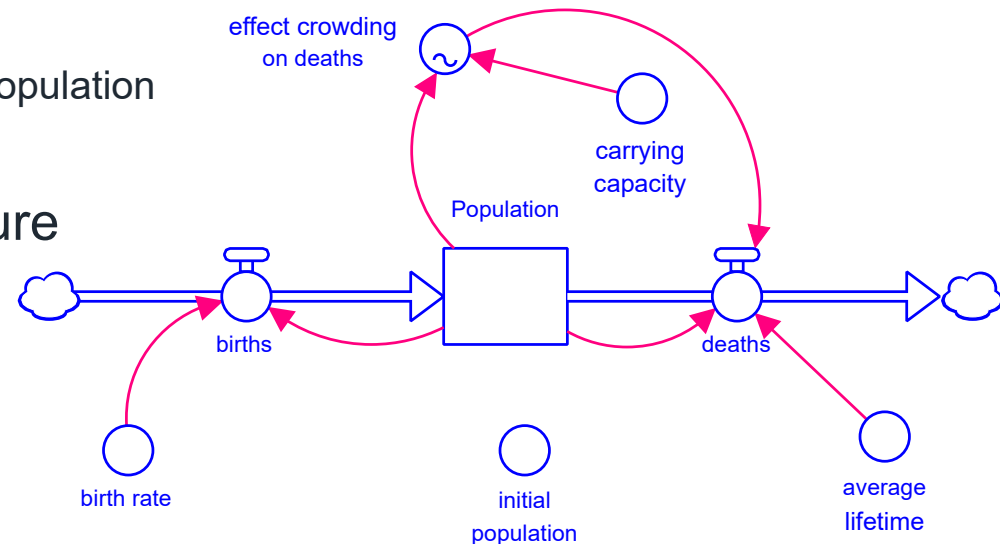 effect crowding
on deaths
opulation
carrying
capacity
Population
ure
births
deaths
birth rate
initial
population
average
lifetime